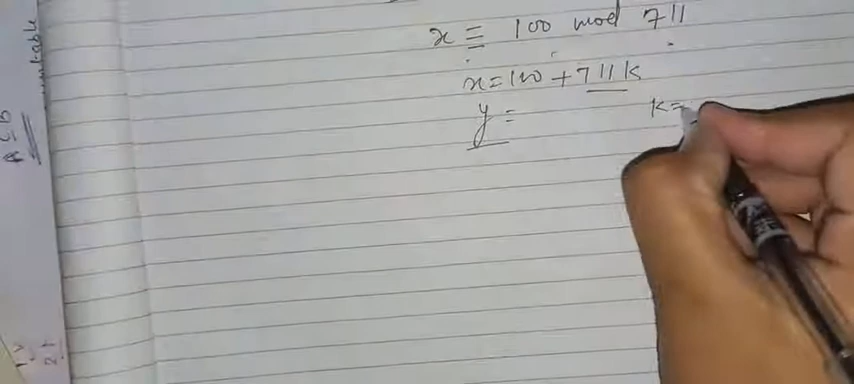 x ≡ 100 mod 711
x = 100 + 711k
y =
k =